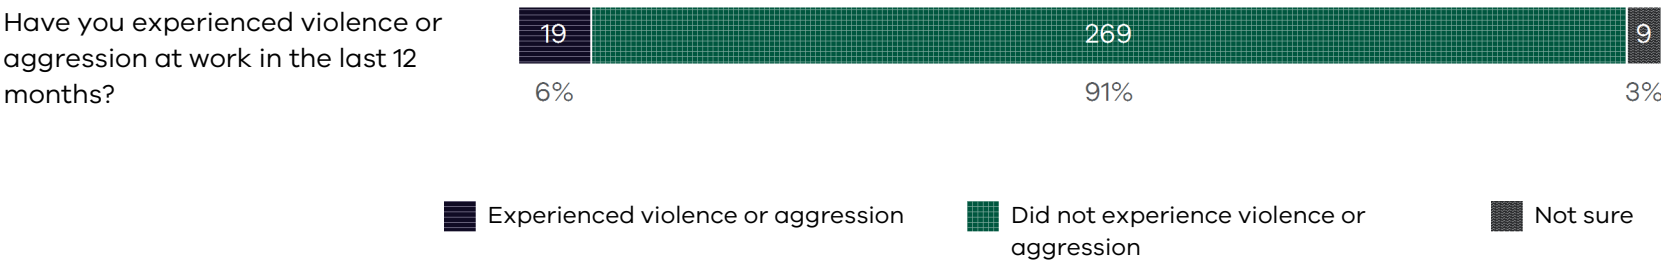 Have you experienced violence or
aggression at work in the last 12
months?
19
269
9
6%
91%
3%
Experienced violence or aggression
Did not experience violence or
aggression
Not sure